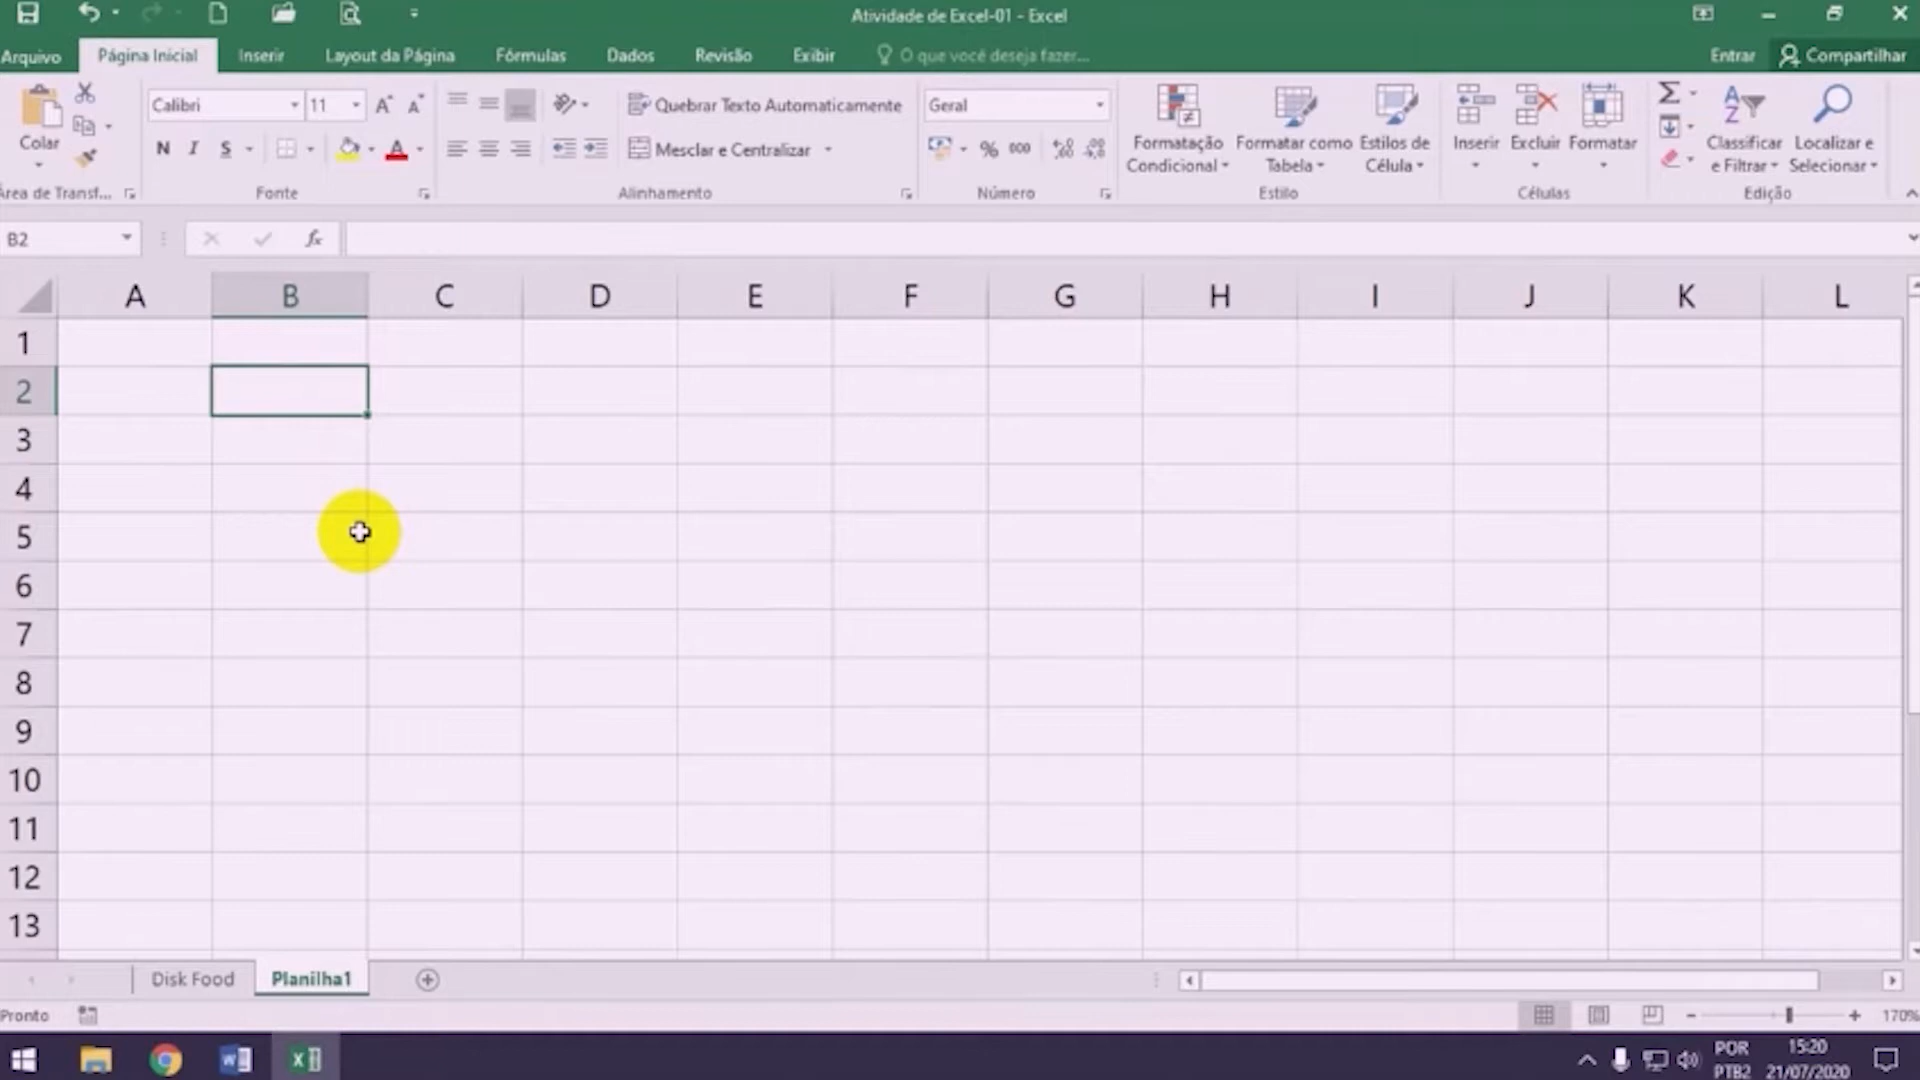 Atividade de Excel-01 - Excel
Arquivo Página Inicial Inserir Layout da Página Fórmulas Dados Revisão Exibir O que você deseja fazer... Entrar Compartilhar
Calibri 11 Quebrar Texto Automaticamente Geral
Colar N I S Mesclar e Centralizar % 000
Formatação Condicional
Formatar como Tabela
Estilos de Célula
Inserir Excluir Formatar
Classificar e Filtrar
Localizar e Selecionar
Área de Transf... Fonte Alinhamento Número Estilo Células Edição
B2 fx
A B C D E F G H I J K L
1
2
3
4
5
6
7
8
9
10
11
12
13
Disk Food Planilha1
Pronto 170%
POR 15:20
PTB2 21/07/2020